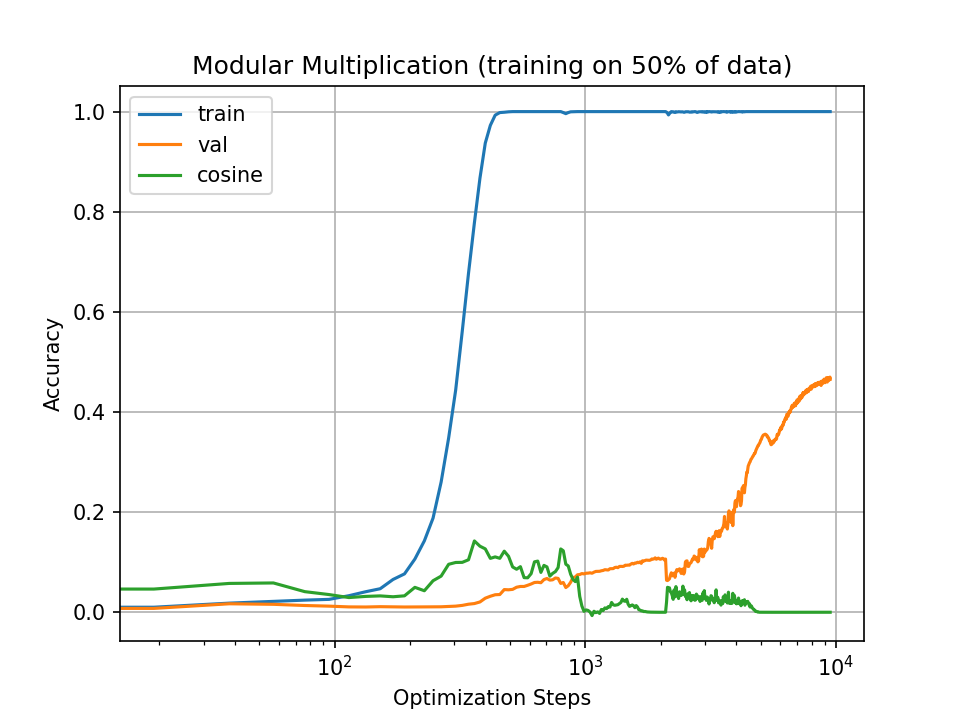 Modular Multiplication (training on 50% of data)
train
val
cosine
1.0
0.8
0.6
0.4
0.2
0.0
Accuracy
10²
10³
10⁴
Optimization Steps